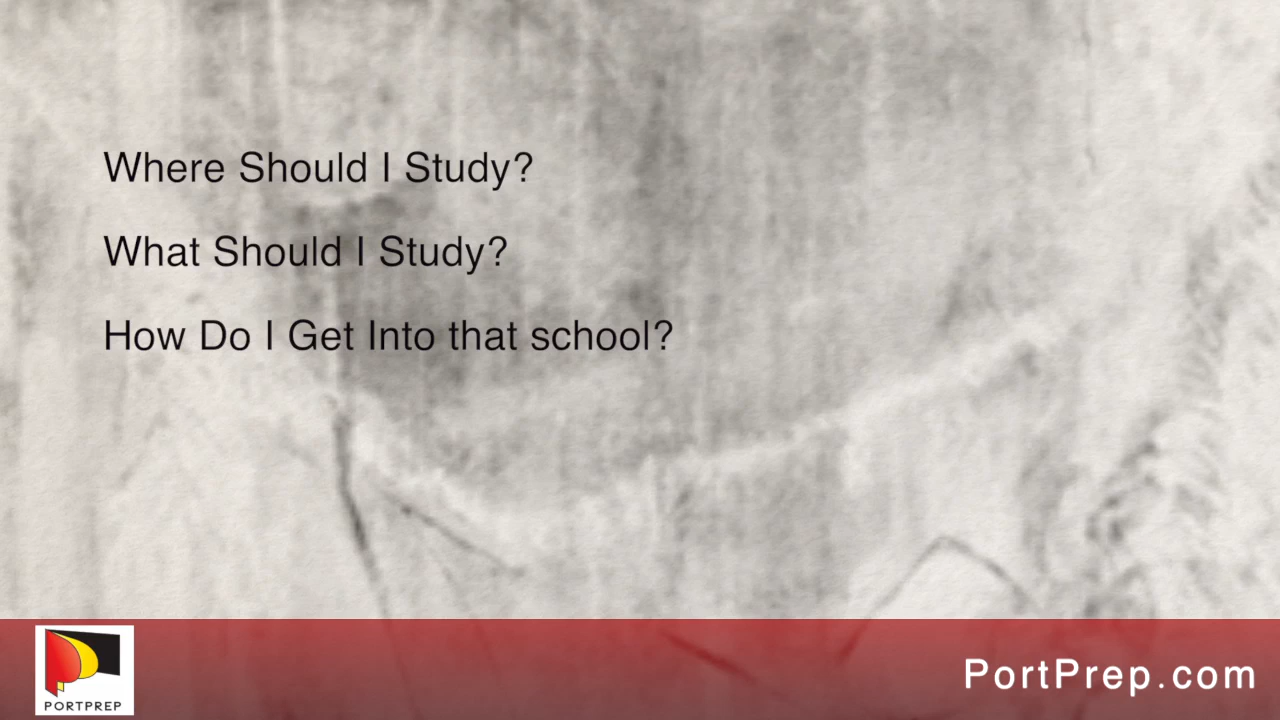 Where Should I Study?
What Should I Study?
How Do I Get Into that school?
PORTPREP
PortPrep.com